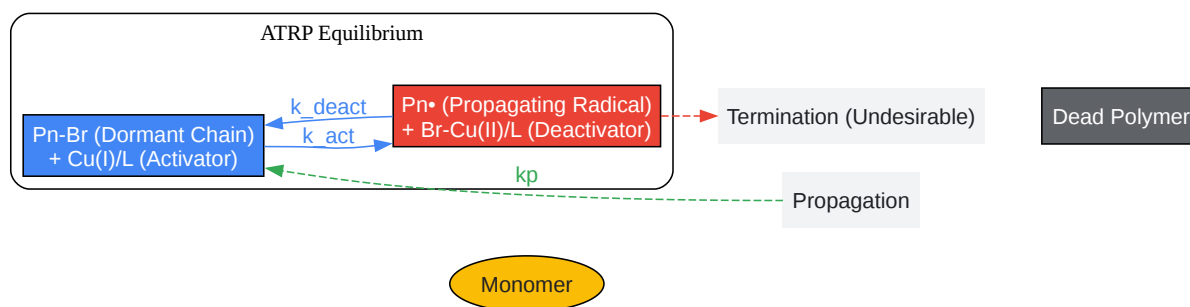 ATRP Equilibrium
k_deact
k_act
Pn-Br (Dormant Chain)
+ Cu(I)/L (Activator)
Pn• (Propagating Radical)
+ Br-Cu(II)/L (Deactivator)
Termination (Undesirable)
Dead Polymer
kp
Propagation
Monomer